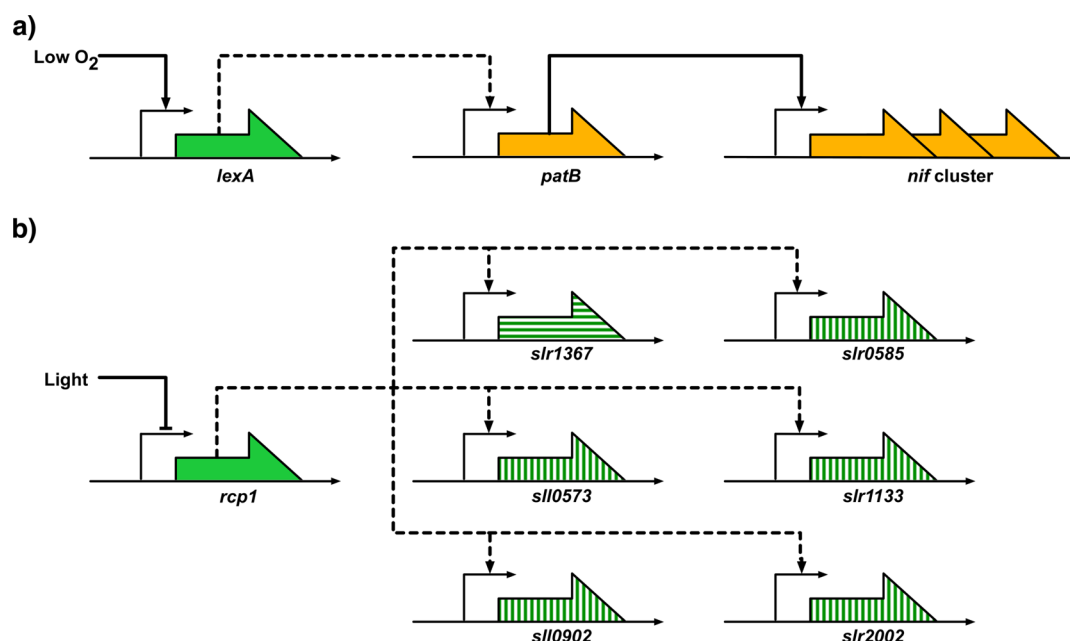 a)
Low O2
lexA
patB
nif cluster
b)
slr1367
slr0585
Light
rcp1
sll0573
slr1133
sll0902
slr2002